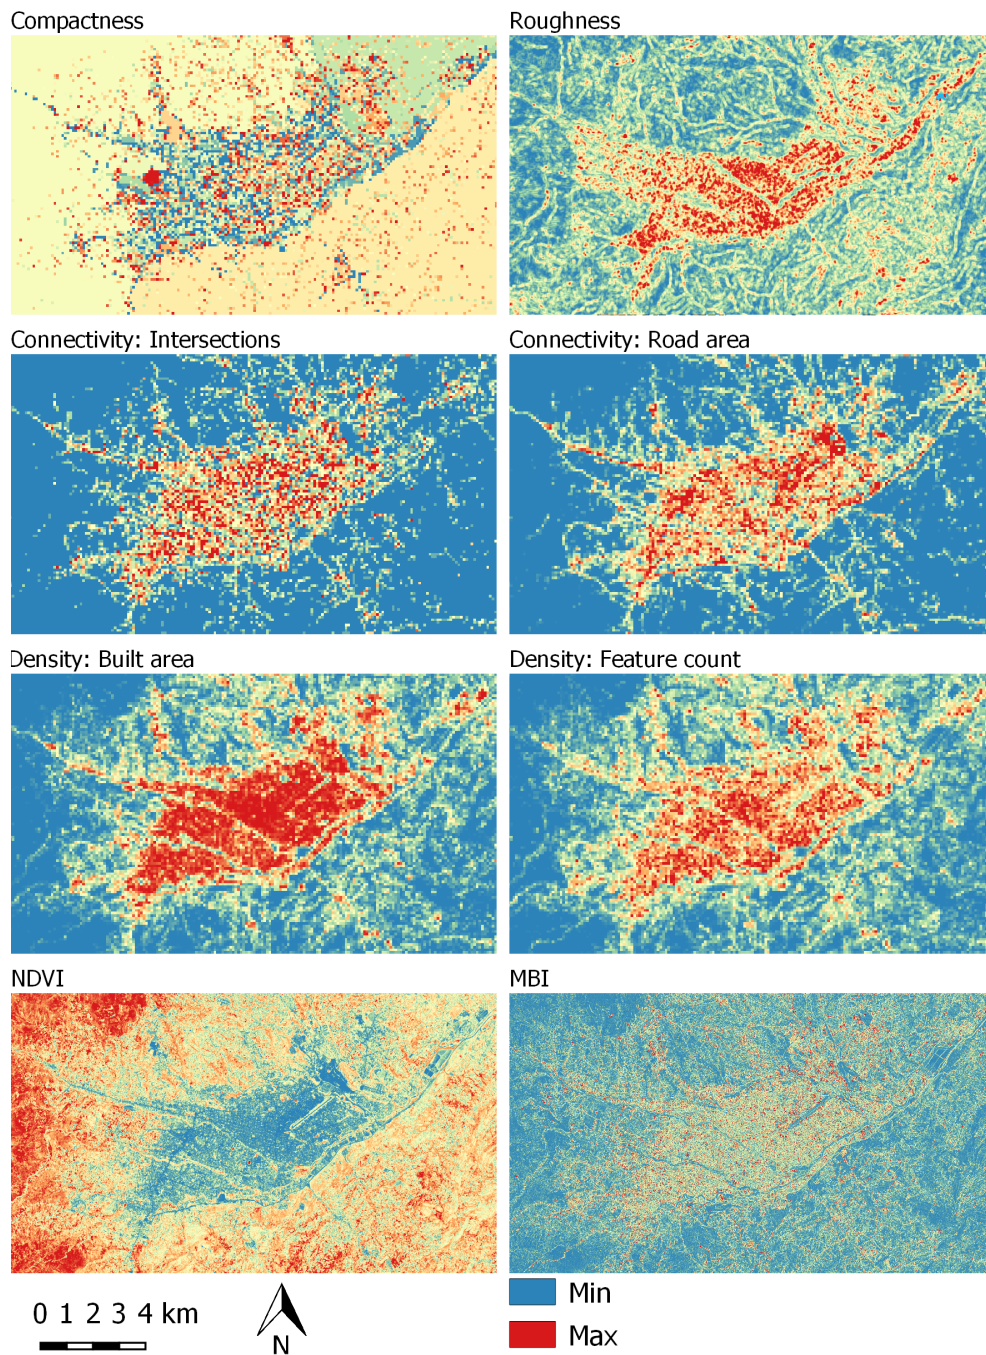 Compactness
Roughness
Connectivity: Intersections
Connectivity: Road area
Density: Built area
Density: Feature count
NDVI
MBI
0 1 2 3 4 km
N
Min
Max